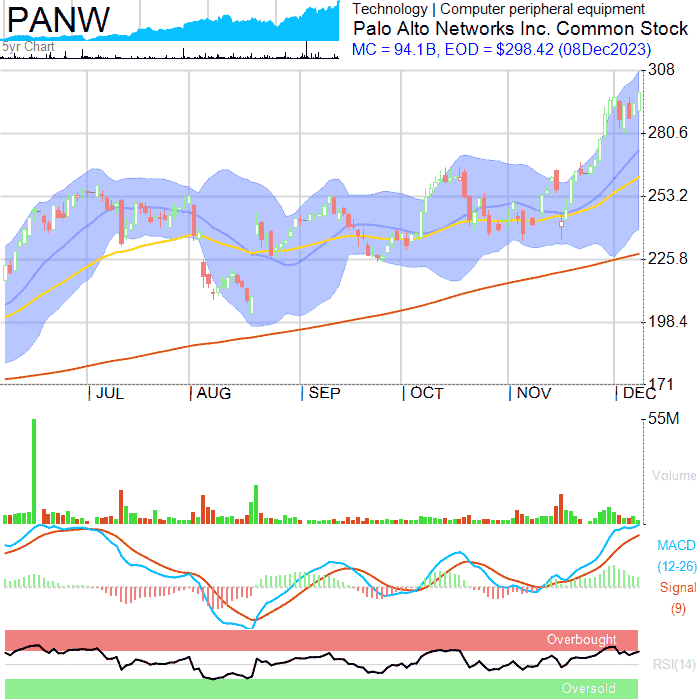 PANW
5yr Chart
Technology | Computer peripheral equipment
Palo Alto Networks Inc. Common Stock
MC = 94.1B, EOD = $298.42 (08Dec2023)
308
280.6
253.2
225.8
198.4
171
JUL
AUG
SEP
OCT
NOV
DEC
55M
Volume
MACD
(12-26)
Signal
(9)
Overbought
RSI(14)
Oversold